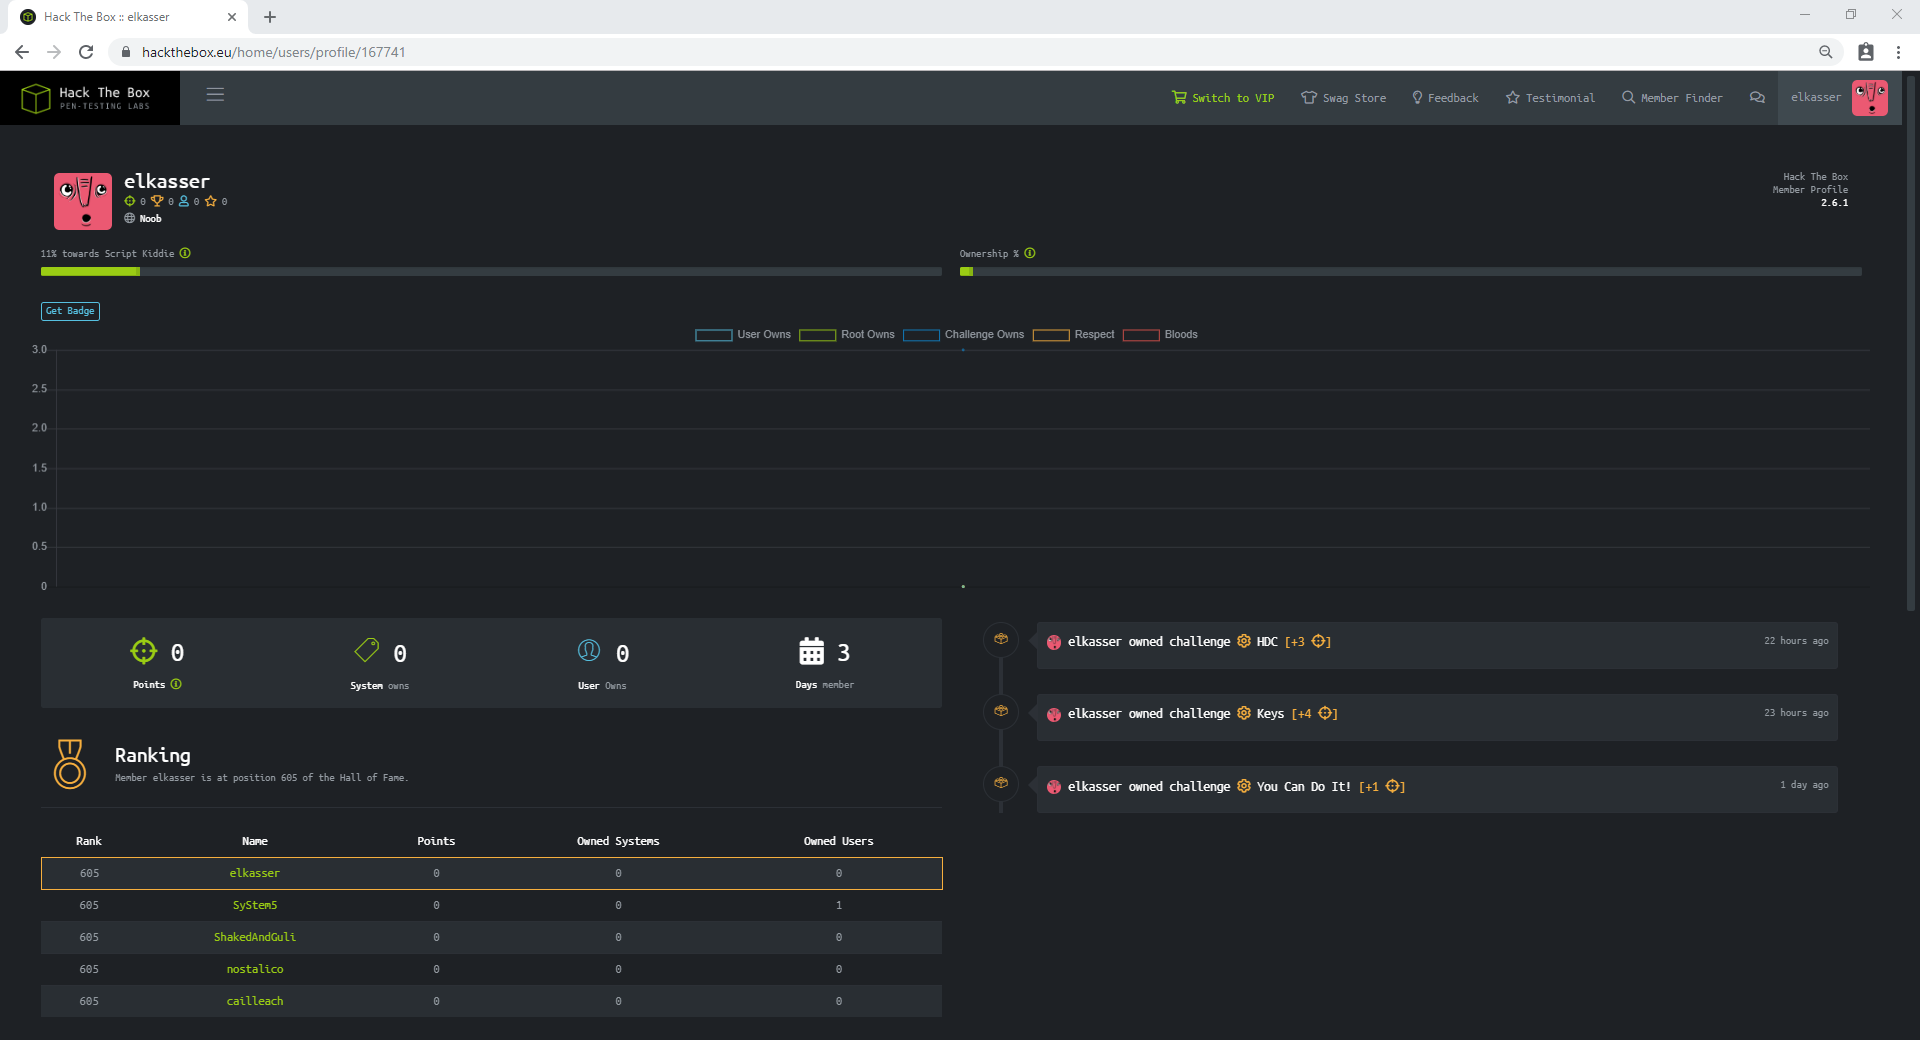 Hack The Box :: elkasser
hackthebox.eu/home/users/profile/167741
Hack The Box
PEN-TESTING LABS
Switch to VIP
Swag Store
Feedback
Testimonial
Member Finder
elkasser
elkasser
0 0 0 0
Noob
Hack The Box
Member Profile
2.6.1
11% towards Script Kiddie
Ownership %
Get Badge
User Owns
Root Owns
Challenge Owns
Respect
Bloods
3.0
2.5
2.0
1.5
1.0
0.5
0
0
Points
0
System owns
0
User Owns
3
Days member
Ranking
Member elkasser is at position 605 of the Hall of Fame.
Rank Name Points Owned Systems Owned Users
605 elkasser 0 0 0
605 SyStem5 0 0 1
605 ShakedAndGuli 0 0 0
605 nostalico 0 0 0
605 cailleach 0 0 0
elkasser owned challenge HDC [+3 ] 22 hours ago
elkasser owned challenge Keys [+4 ] 23 hours ago
elkasser owned challenge You Can Do It! [+1 ] 1 day ago